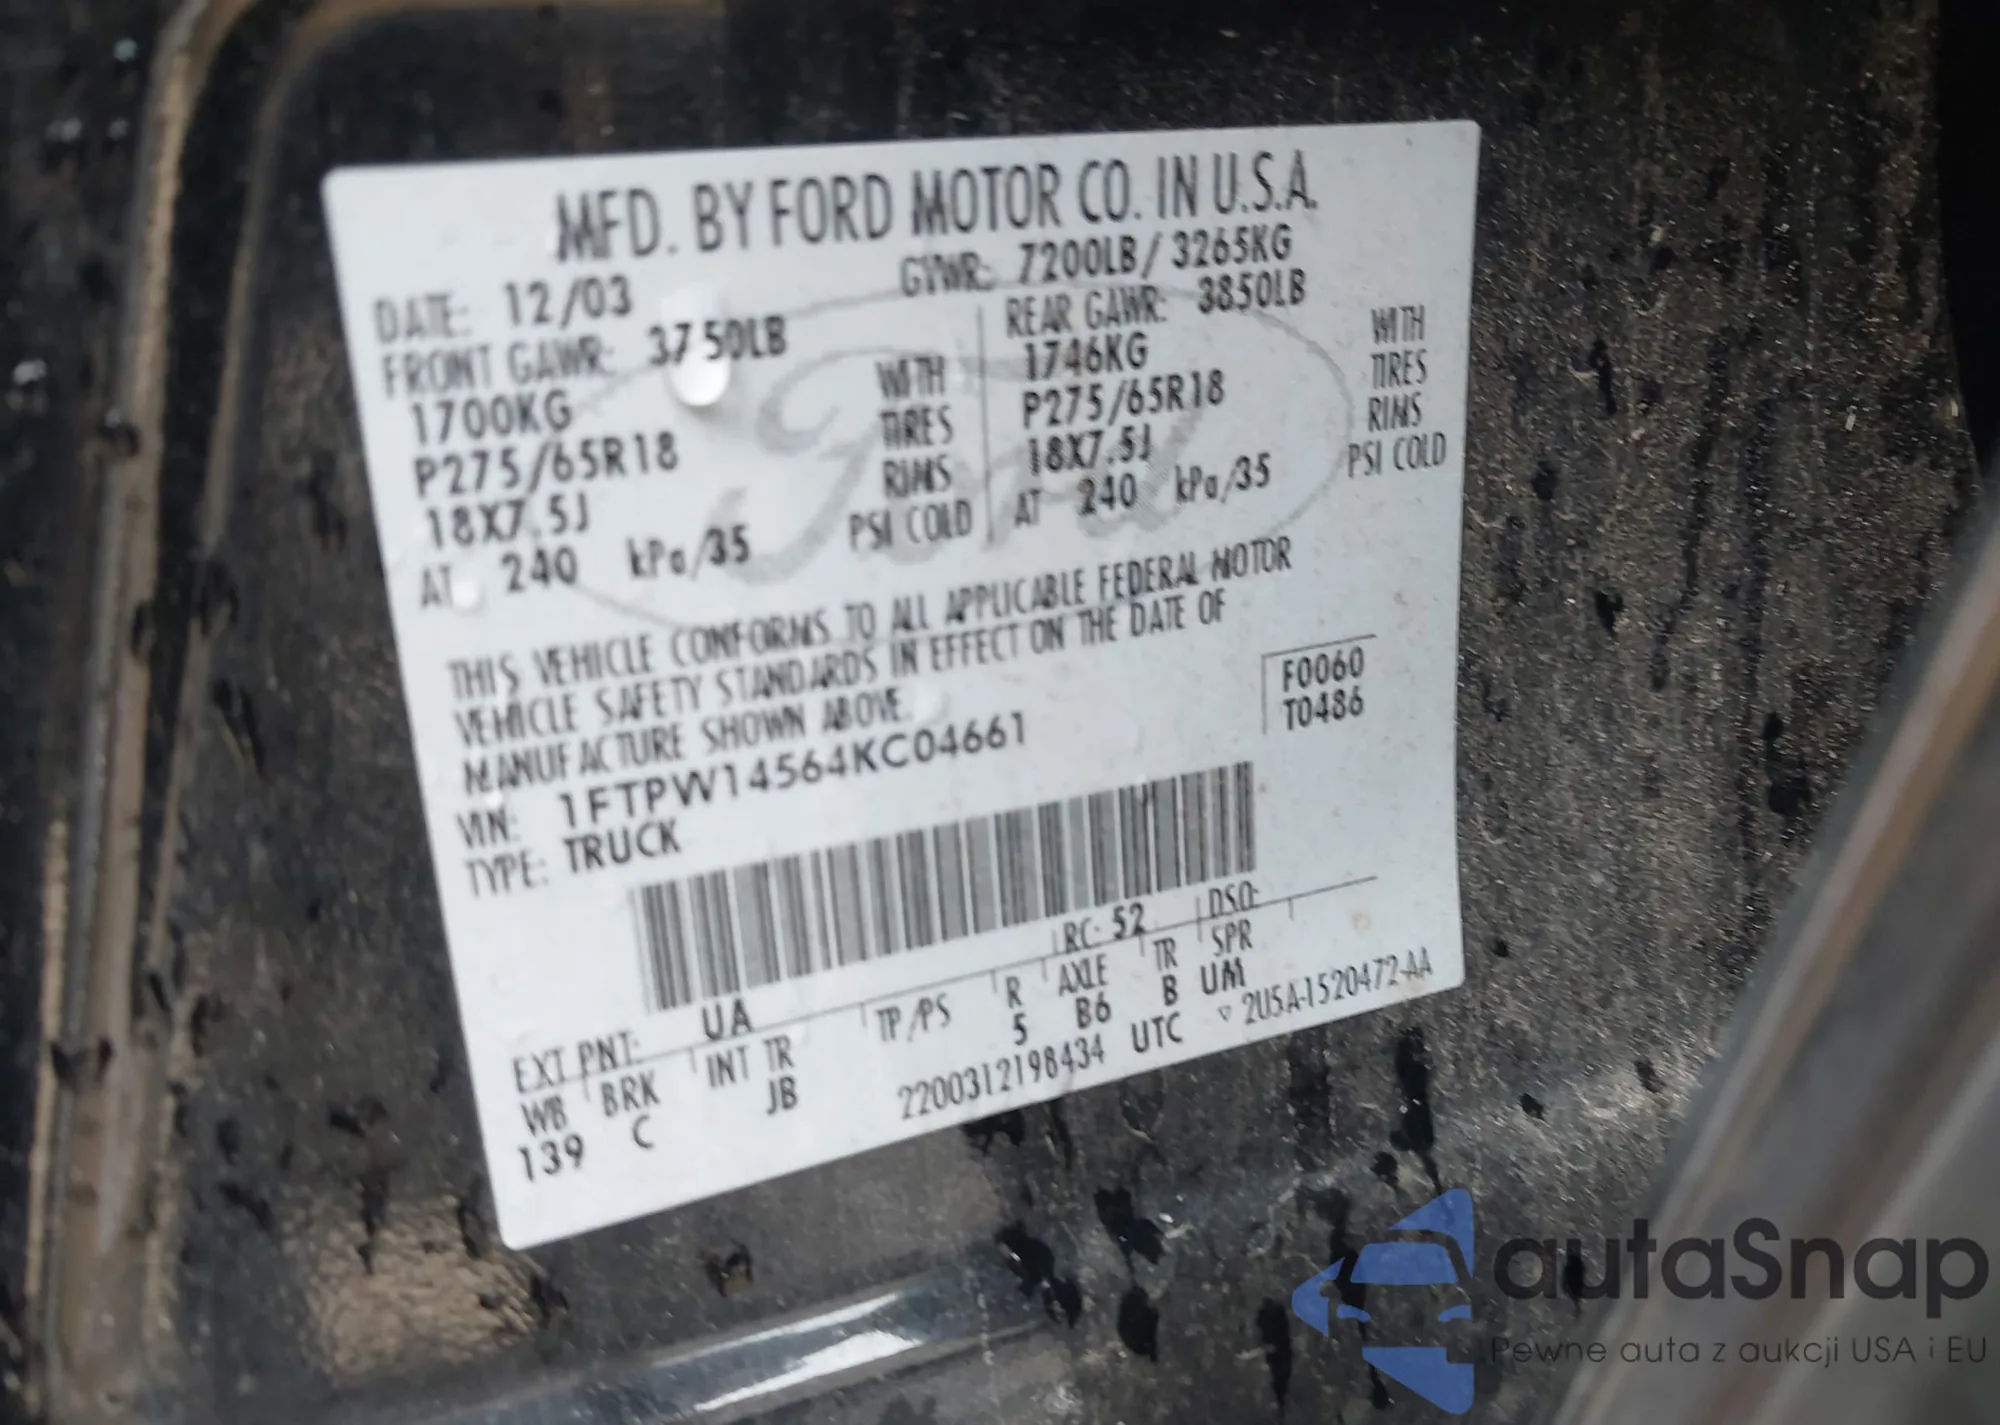 MFD. BY FORD MOTOR CO. IN U.S.A.
DATE: 12/03 GVWR: 7200LB / 3265KG
FRONT GAWR: 3750LB REAR GAWR: 3850LB
1700KG WITH 1746KG WITH
P275/65R18 TIRES P275/65R18 TIRES
18X7.5J RIMS 18X7.5J RIMS
AT 240 kPa/35 PSI COLD AT 240 kPa/35 PSI COLD
Ford
THIS VEHICLE CONFORMS TO ALL APPLICABLE FEDERAL MOTOR
VEHICLE SAFETY STANDARDS IN EFFECT ON THE DATE OF
MANUFACTURE SHOWN ABOVE.
VIN: 1FTPW14564KC04661 F0060
TYPE: TRUCK T0486
EXT PNT: UA RC: 52 DSO:
WB BRK INT TR TP/PS R AXLE TR SPR
139 C JB 5 B6 B UM
2200312198434 UTC ▽ 2U5A-1520472-AA
autaSnap
Pewne auta z aukcji USA i EU